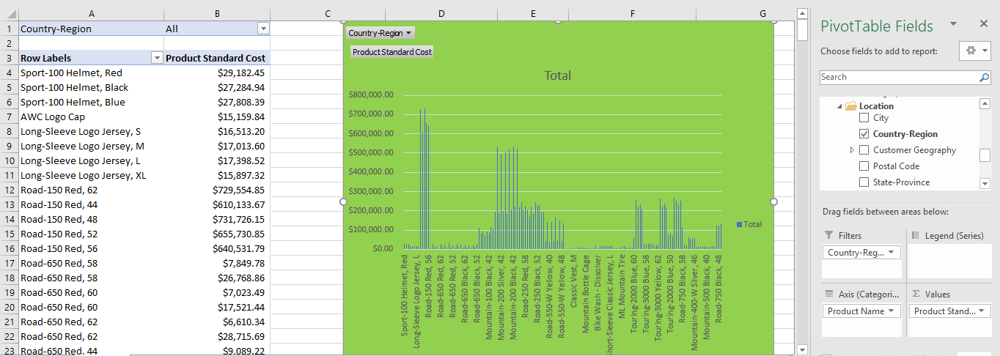 A B C D E F G
1 Country-Region All
2
3 Row Labels Product Standard Cost
4 Sport-100 Helmet, Red $29,182.45
5 Sport-100 Helmet, Black $27,284.94
6 Sport-100 Helmet, Blue $27,808.39
7 AWC Logo Cap $15,159.84
8 Long-Sleeve Logo Jersey, S $16,513.20
9 Long-Sleeve Logo Jersey, M $17,013.60
10 Long-Sleeve Logo Jersey, L $17,398.52
11 Long-Sleeve Logo Jersey, XL $15,897.32
12 Road-150 Red, 62 $729,554.85
13 Road-150 Red, 44 $610,133.67
14 Road-150 Red, 48 $731,726.15
15 Road-150 Red, 52 $655,730.85
16 Road-150 Red, 56 $640,531.79
17 Road-650 Red, 58 $7,849.78
18 Road-650 Red, 58 $26,768.86
19 Road-650 Red, 60 $7,023.49
20 Road-650 Red, 60 $17,521.44
21 Road-650 Red, 62 $6,610.34
22 Road-650 Red, 62 $28,715.69
23 Road-650 Red, 44 $9,089.22
Country-Region
Product Standard Cost
Total
$800,000.00
$700,000.00
$600,000.00
$500,000.00
$400,000.00
$300,000.00
$200,000.00
$100,000.00
$0.00
Sport-100 Helmet, Red
Long-Sleeve Logo Jersey, L
Road-150 Red, 56
Road-650 Red, 62
Road-650 Red, 52
Road-650 Black, 62
Road-650 Black, 52
Mountain-100 Black, 42
Mountain-200 Silver, 42
Mountain-200 Black, 42
Road-250 Red, 58
Road-250 Black, 52
Road-550-W Yellow, 40
Road-550-W Yellow, 48
Classic Vest, M
Mountain Bottle Cage
Bike Wash - Dissolver
Short-Sleeve Classic Jersey, L
ML Mountain Tire
Touring-2000 Blue, 60
Touring-3000 Blue, 58
Touring-3000 Yellow, 62
Touring-2000 Blue, 50
Road-750 Black, 58
Mountain-400-W Silver, 46
Mountain-500 Black, 40
Road-750 Black, 48
Total
PivotTable Fields
Choose fields to add to report:
Search
Location
City
Country-Region
Customer Geography
Postal Code
State-Province
Drag fields between areas below:
Filters
Country-Reg...
Legend (Series)
Axis (Categori...
Product Name
Σ Values
Product Stand...